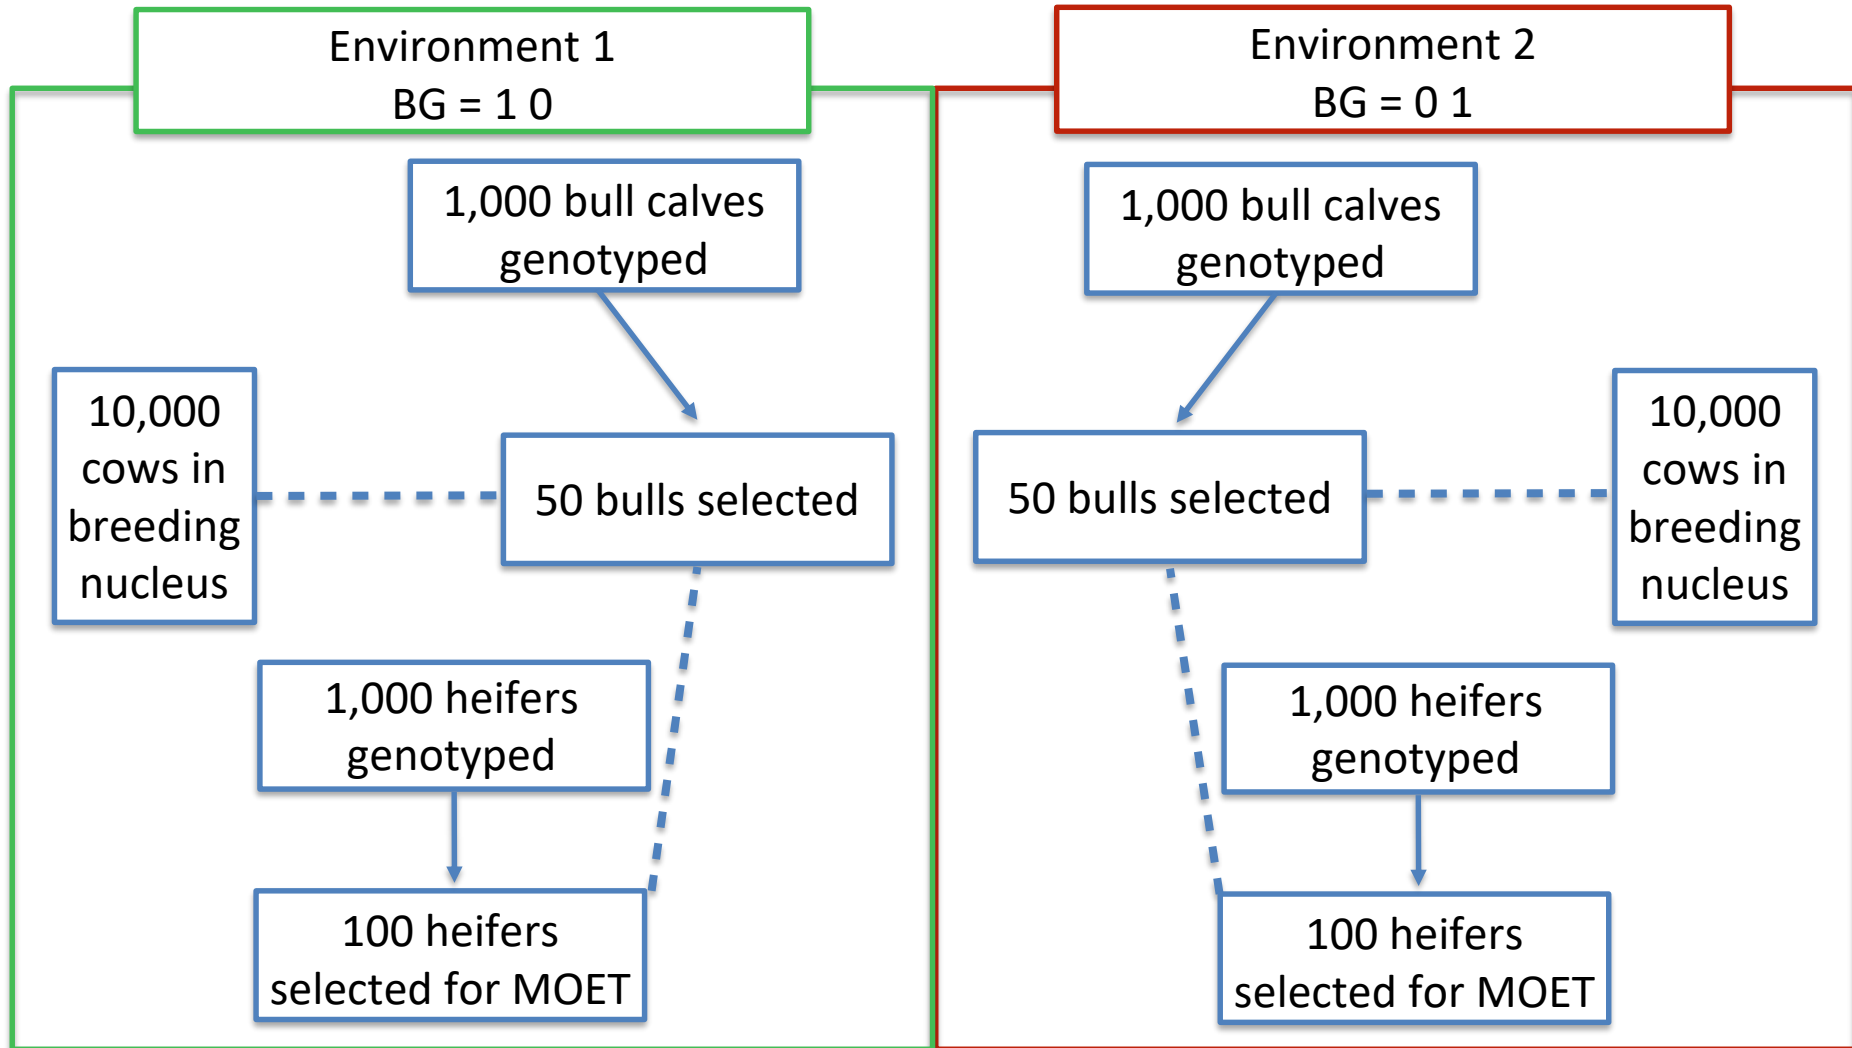 Environment 1
BG = 1 0
1,000 bull calves
genotyped
10,000
cows in
breeding
nucleus
50 bulls selected
1,000 heifers
genotyped
100 heifers
selected for MOET
Environment 2
BG = 0 1
1,000 bull calves
genotyped
50 bulls selected
10,000
cows in
breeding
nucleus
1,000 heifers
genotyped
100 heifers
selected for MOET